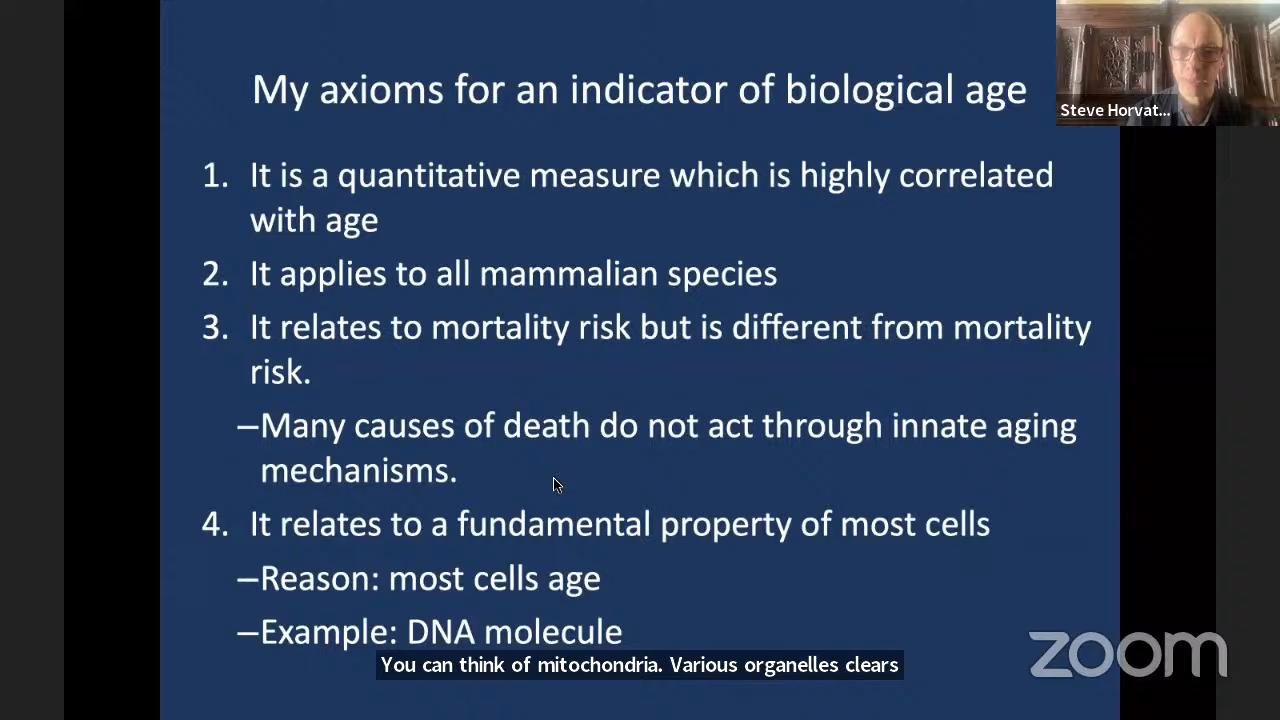 My axioms for an indicator of biological age
Steve Horvat...
1. It is a quantitative measure which is highly correlated
with age
2. It applies to all mammalian species
3. It relates to mortality risk but is different from mortality
risk.
–Many causes of death do not act through innate aging
mechanisms.
4. It relates to a fundamental property of most cells
–Reason: most cells age
–Example: DNA molecule
You can think of mitochondria. Various organelles clears
zoom